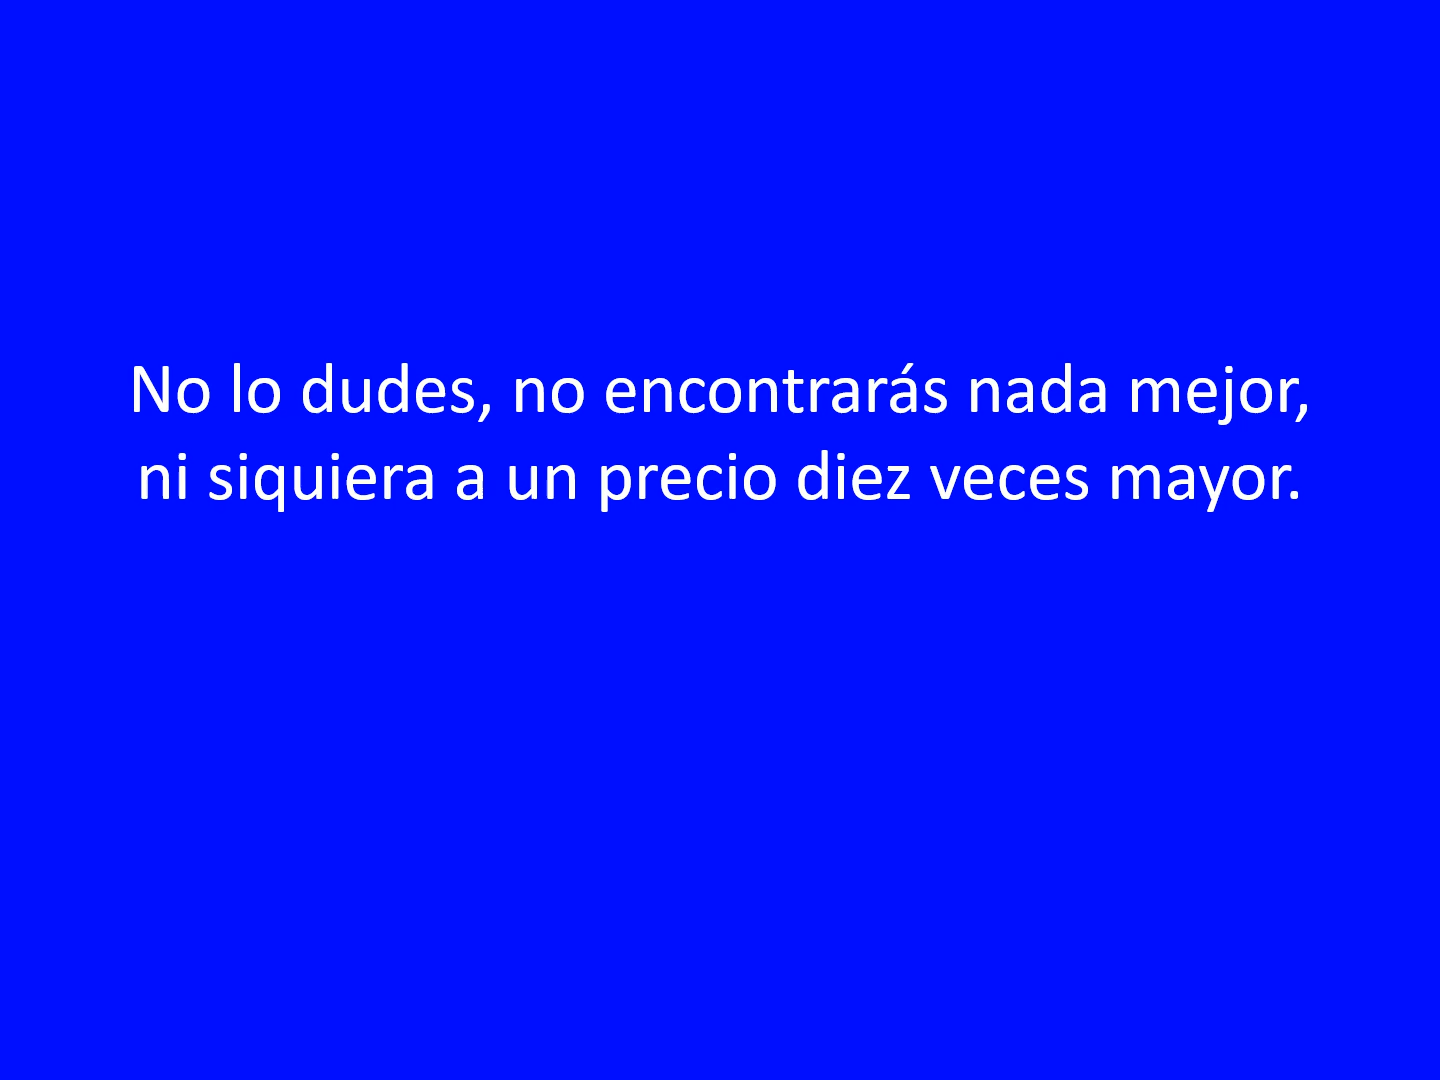 No lo dudes, no encontrarás nada mejor,
ni siquiera a un precio diez veces mayor.